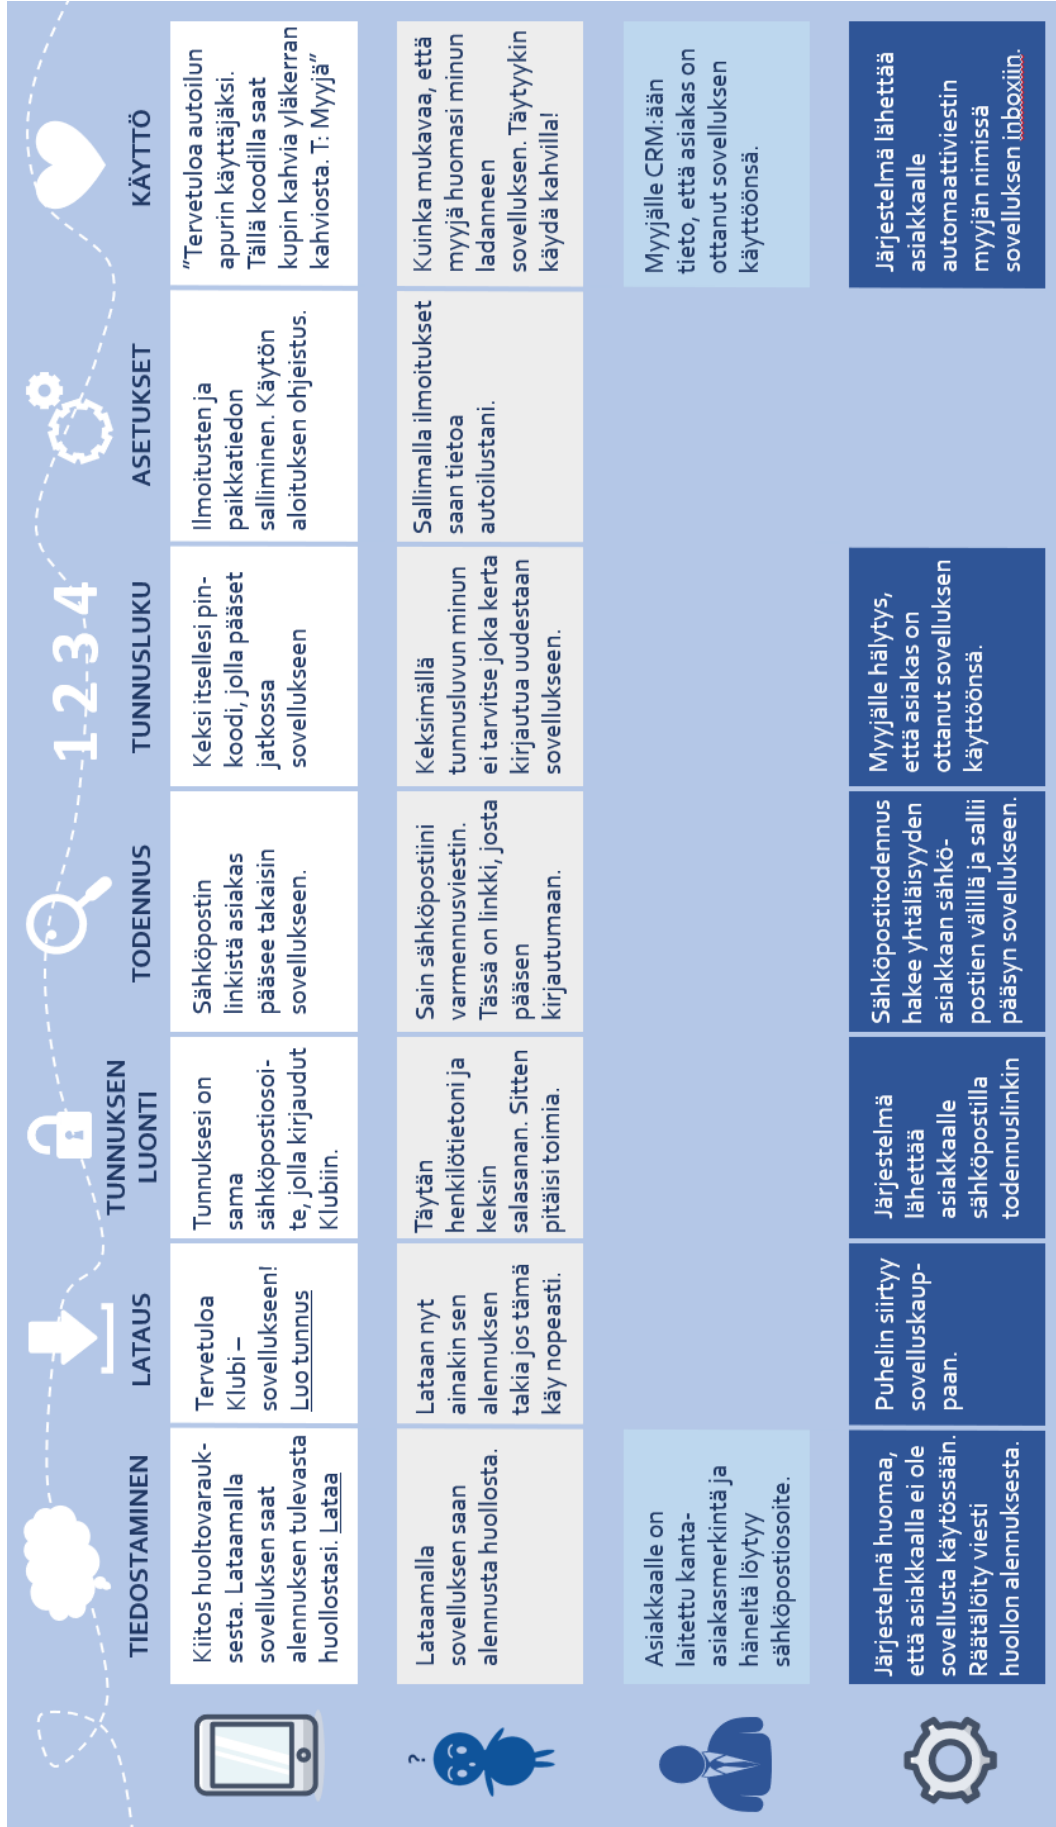 TIEDOSTAMINEN
LATAUS
TUNNUKSEN
LUONTI
TODENNUS
1 2 3 4
TUNNUSLUKU
ASETUKSET
KÄYTTÖ
Kiitos huoltovarauk-
sesta. Lataamalla
sovelluksen saat
alennuksen tulevasta
huollostasi. Lataa
Tervetuloa
Klubi –
sovellukseen!
Luo tunnus
Tunnuksesi on
sama
sähköpostiosoi-
te, jolla kirjaudut
Klubiin.
Sähköpostin
linkistä asiakas
pääsee takaisin
sovellukseen.
Keksi itsellesi pin-
koodi, jolla pääset
jatkossa
sovellukseen
Ilmoitusten ja
paikkatiedon
salliminen. Käytön
aloituksen ohjeistus.
”Tervetuloa autoilun
apurin käyttäjäksi.
Tällä koodilla saat
kupin kahvia yläkerran
kahviosta. T: Myyjä”
?
Lataamalla
sovelluksen saan
alennusta huollosta.
Lataan nyt
ainakin sen
alennuksen
takia jos tämä
käy nopeasti.
Täytän
henkilötietoni ja
keksin
salasanan. Sitten
pitäisi toimia.
Sain sähköpostiini
varmennusviestin.
Tässä on linkki, josta
pääsen
kirjautumaan.
Keksimällä
tunnusluvun minun
ei tarvitse joka kerta
kirjautua uudestaan
sovellukseen.
Sallimalla ilmoitukset
saan tietoa
autoilustani.
Kuinka mukavaa, että
myyjä huomasi minun
ladanneen
sovelluksen. Täytyykin
käydä kahvilla!
Asiakkaalle on
laitettu kanta-
asiakasmerkintä ja
häneltä löytyy
sähköpostiosoite.
Myyjälle CRM:ään
tieto, että asiakas on
ottanut sovelluksen
käyttöönsä.
Järjestelmä huomaa,
että asiakkaalla ei ole
sovellusta käytössään.
Räätälöity viesti
huollon alennuksesta.
Puhelin siirtyy
sovelluskaup-
paan.
Järjestelmä
lähettää
asiakkaalle
sähköpostilla
todennuslinkin
Sähköpostitodennus
hakee yhtäläisyyden
asiakkaan sähkö-
postien välillä ja sallii
pääsyn sovellukseen.
Myyjälle hälytys,
että asiakas on
ottanut sovelluksen
käyttöönsä.
Järjestelmä lähettää
asiakkaalle
automaattiviestin
myyjän nimissä
sovelluksen inboxiin.